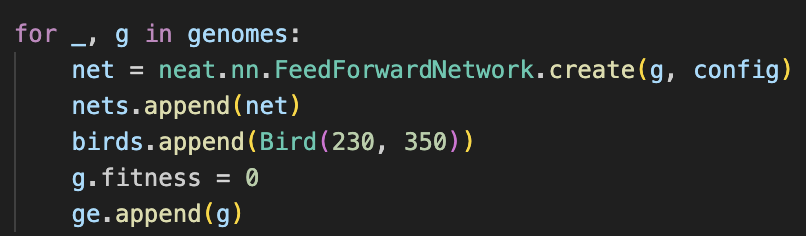 for _, g in genomes:
    net = neat.nn.FeedForwardNetwork.create(g, config)
    nets.append(net)
    birds.append(Bird(230, 350))
    g.fitness = 0
    ge.append(g)